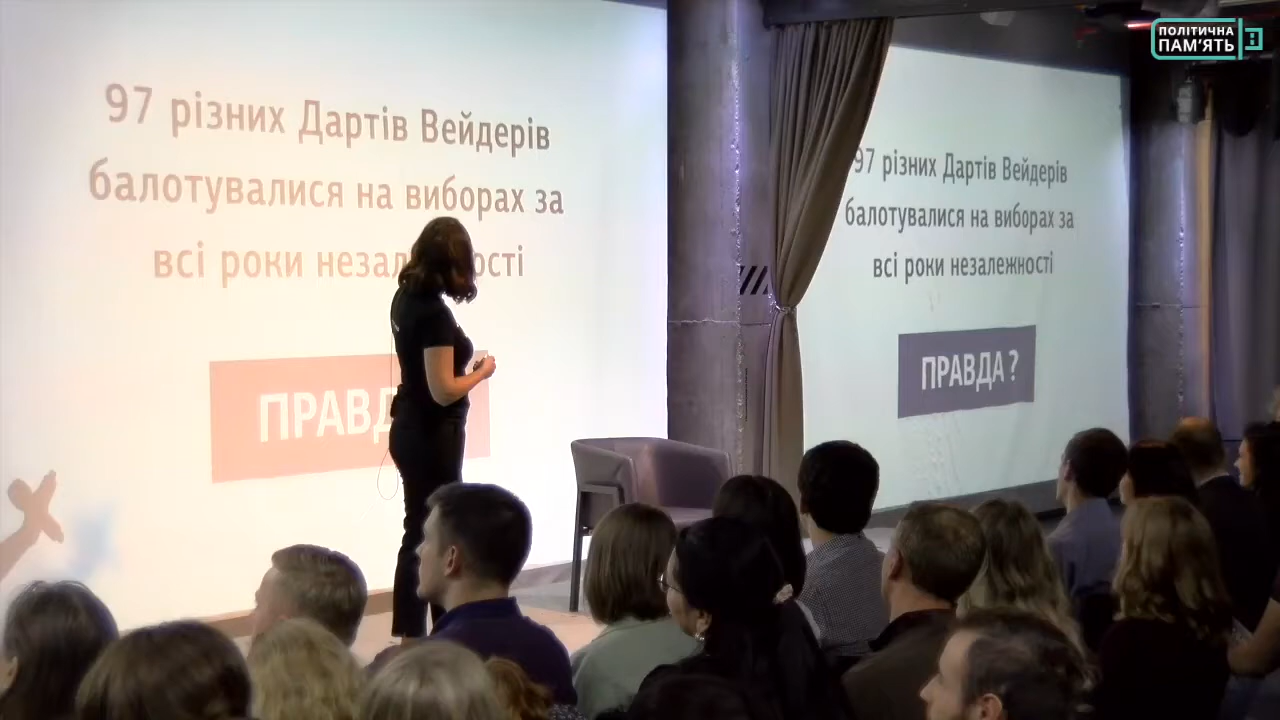 97 різних Дартів Вейдерів
балотувалися на виборах за
всі роки незалежності
ПРАВД
97 різних Дартів Вейдерів
балотувалися на виборах за
всі роки незалежності
ПРАВДА ?
ПОЛІТИЧНА
ПАМ'ЯТЬ